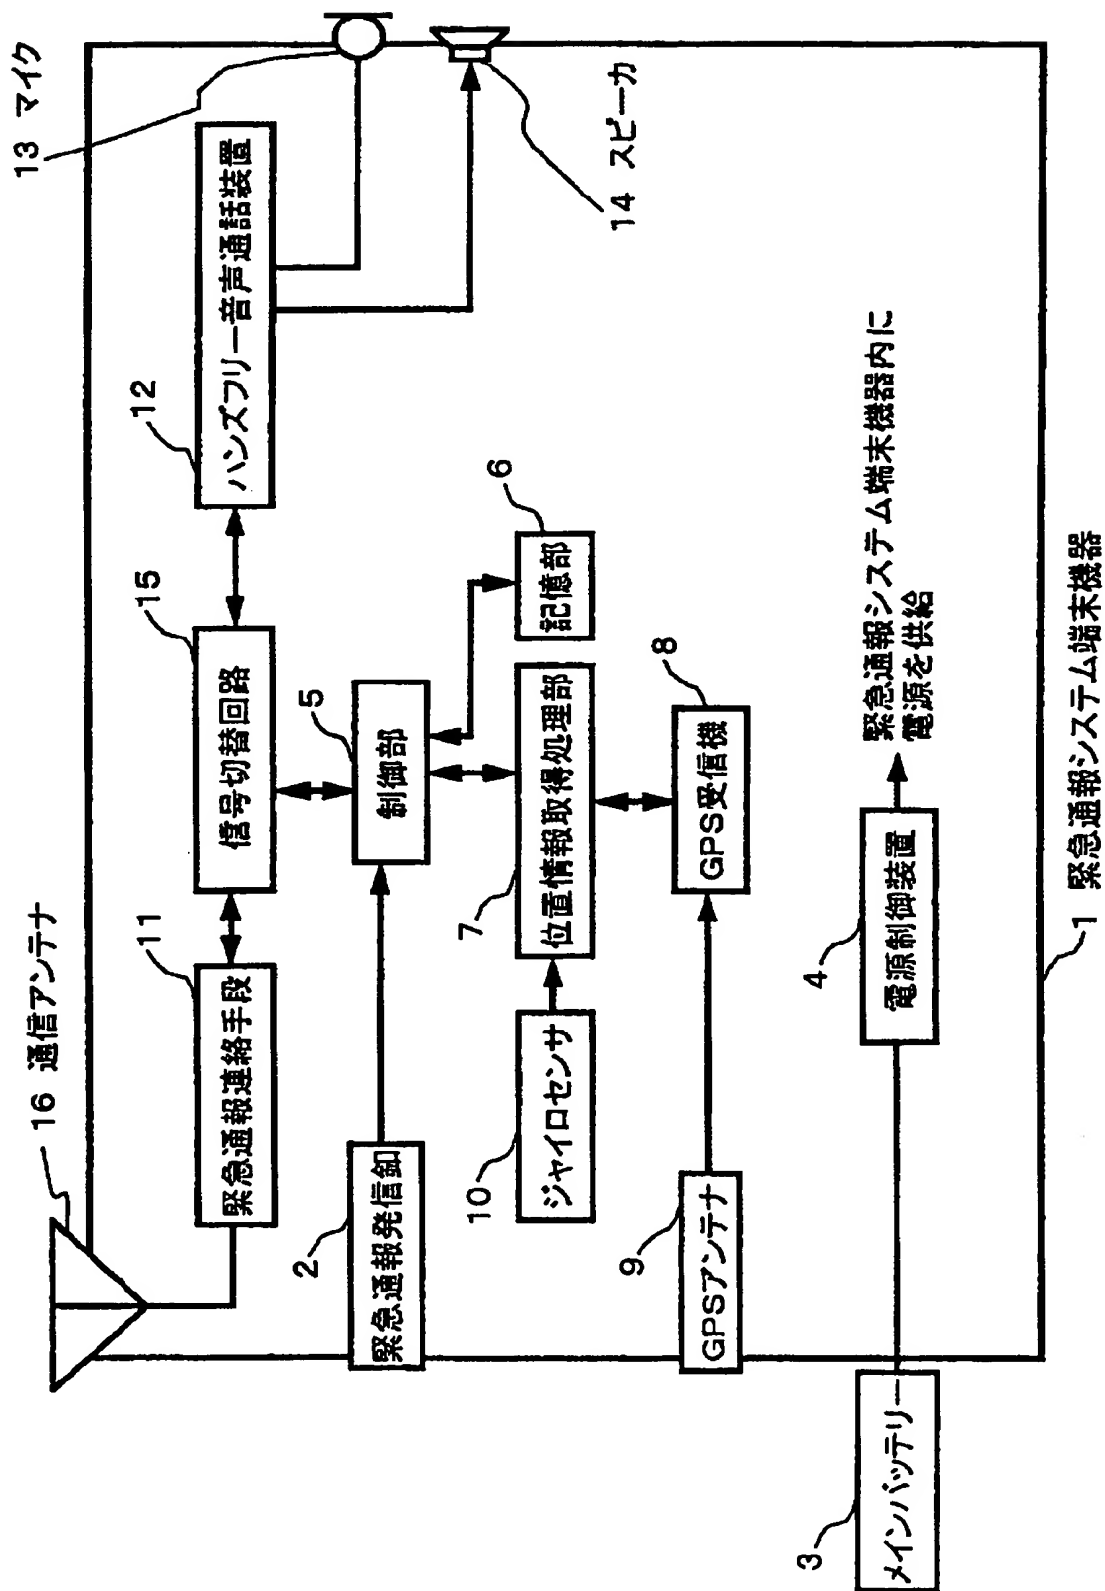 16 通信アンテナ
13 マイク
11
緊急通報連絡手段
15
信号切替回路
12
ハンズフリー音声通話装置
14 スピーカ
2
緊急通報発信釦
5
制御部
6
記憶部
10
ジャイロセンサ
7
位置情報取得処理部
9
GPSアンテナ
8
GPS受信機
3
メインバッテリー
4
電源制御装置
緊急通報システム端末機器内に
電源を供給
1 緊急通報システム端末機器